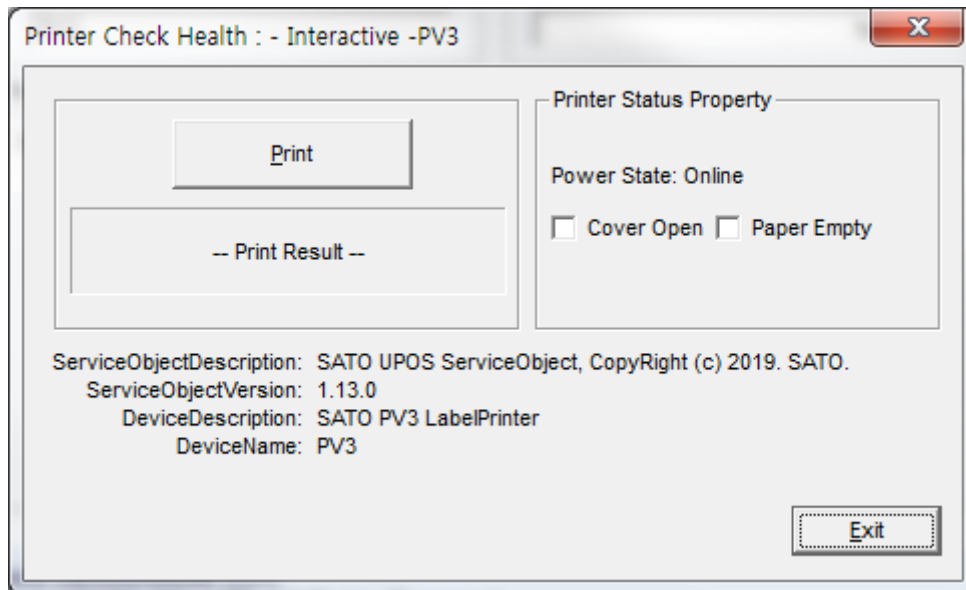 Printer Check Health : - Interactive -PV3
Print
-- Print Result --
Printer Status Property
Power State: Online
Cover Open
Paper Empty
ServiceObjectDescription: SATO UPOS ServiceObject, CopyRight (c) 2019. SATO.
ServiceObjectVersion: 1.13.0
DeviceDescription: SATO PV3 LabelPrinter
DeviceName: PV3
Exit